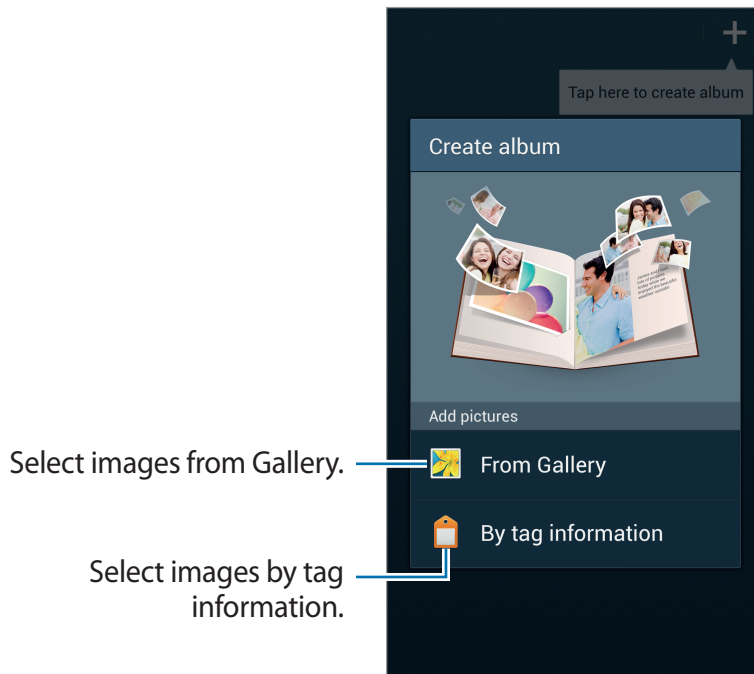 Tap here to create album
Create album
Add pictures
Select images from Gallery.
From Gallery
By tag information
Select images by tag
information.